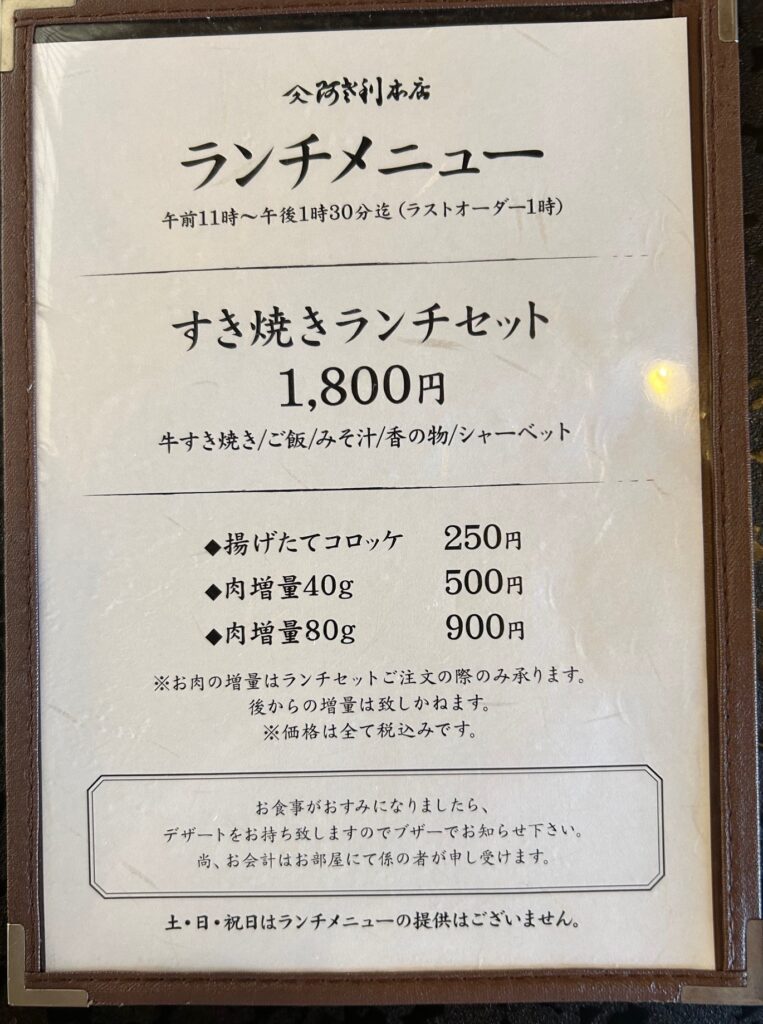 阿さ利本店
ランチメニュー
午前11時～午後1時30分迄(ラストオーダー1時)
すき焼きランチセット
1,800円
牛すき焼き/ご飯/みそ汁/香の物/シャーベット
◆揚げたてコロッケ 250円
◆肉増量40g 500円
◆肉増量80g 900円
※お肉の増量はランチセットご注文の際のみ承ります。
後からの増量は致しかねます。
※価格は全て税込みです。
お食事がおすみになりましたら、
デザートをお持ち致しますのでブザーでお知らせ下さい。
尚、お会計はお部屋にて係の者が申し受けます。
土・日・祝日はランチメニューの提供はございません。